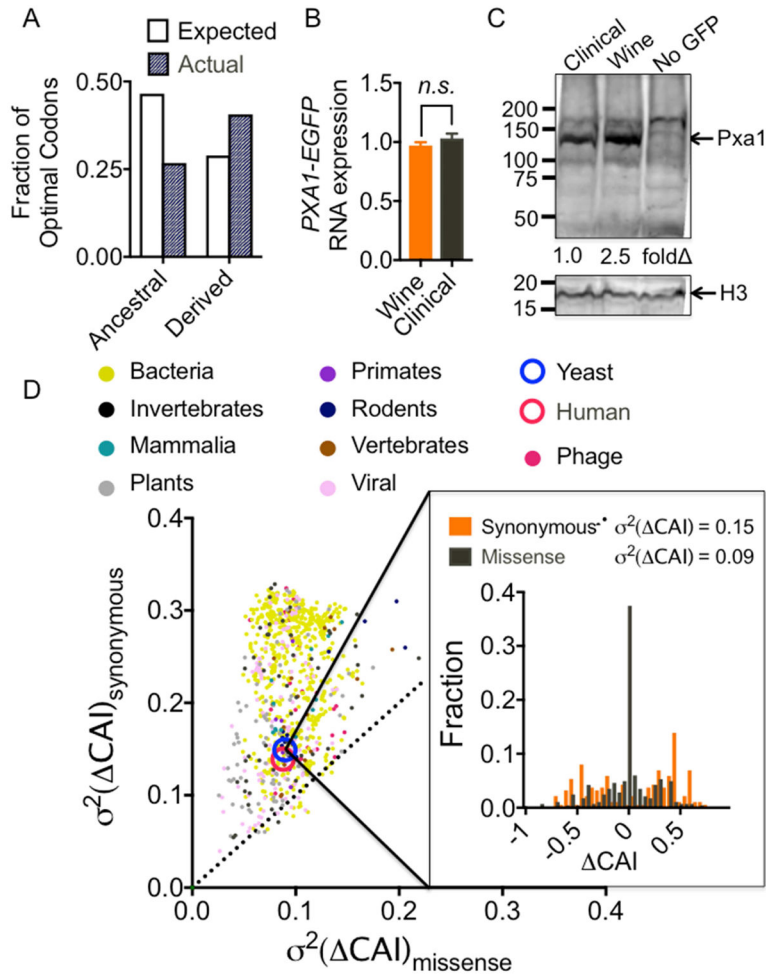 A
Expected
Actual
Fraction of
Optimal Codons
0.50
0.25
0.00
Ancestral
Derived
B
n.s.
PXA1-EGFP
RNA expression
1.5
1.0
0.5
0.0
Wine
Clinical
C
Clinical
Wine
No GFP
200
150
100
75
50
Pxa1
1.0 2.5 foldΔ
20
15
H3
D
Bacteria
Invertebrates
Mammalia
Plants
Primates
Rodents
Vertebrates
Viral
Yeast
Human
Phage
σ²(ΔCAI)synonymous
0.4
0.3
0.2
0.1
0.0
0.0 0.1 0.2 0.3 0.4
σ²(ΔCAI)missense
Synonymous σ²(ΔCAI) = 0.15
Missense σ²(ΔCAI) = 0.09
Fraction
0.4
0.3
0.2
0.1
0.0
-1 -0.5 0 0.5
ΔCAI